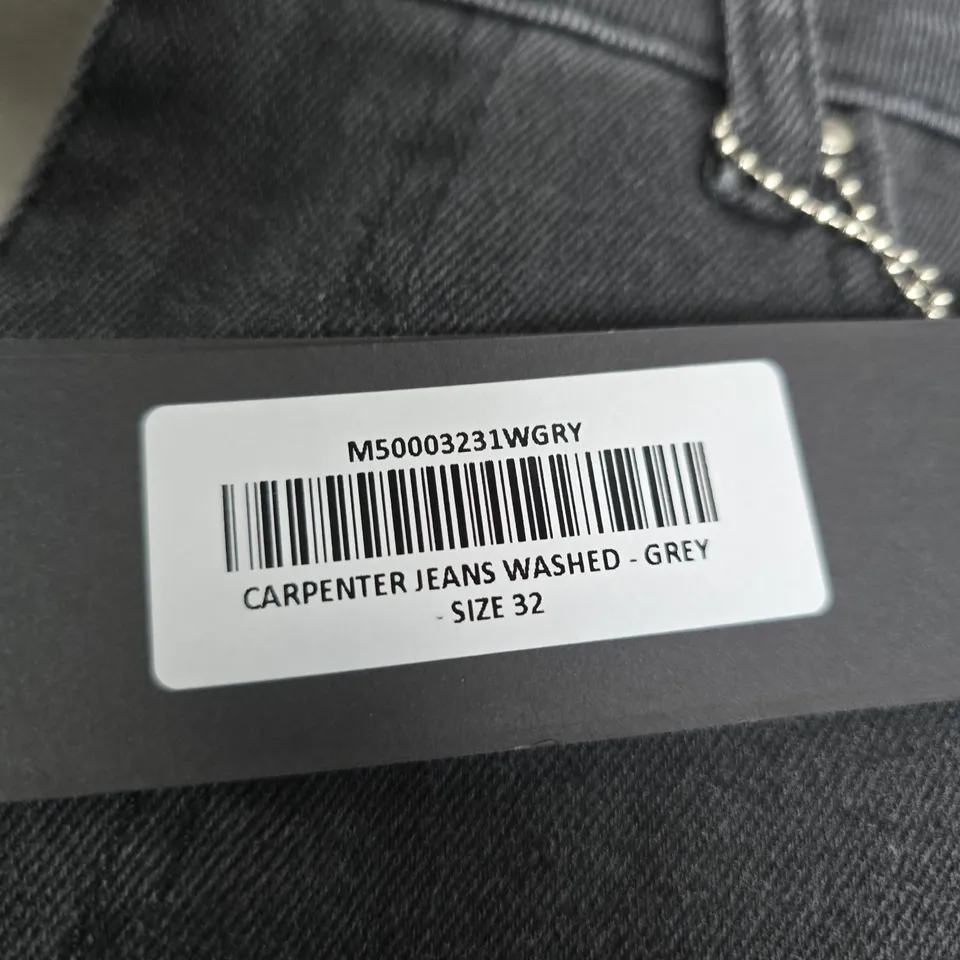 M50003231WGRY
CARPENTER JEANS WASHED - GREY
- SIZE 32